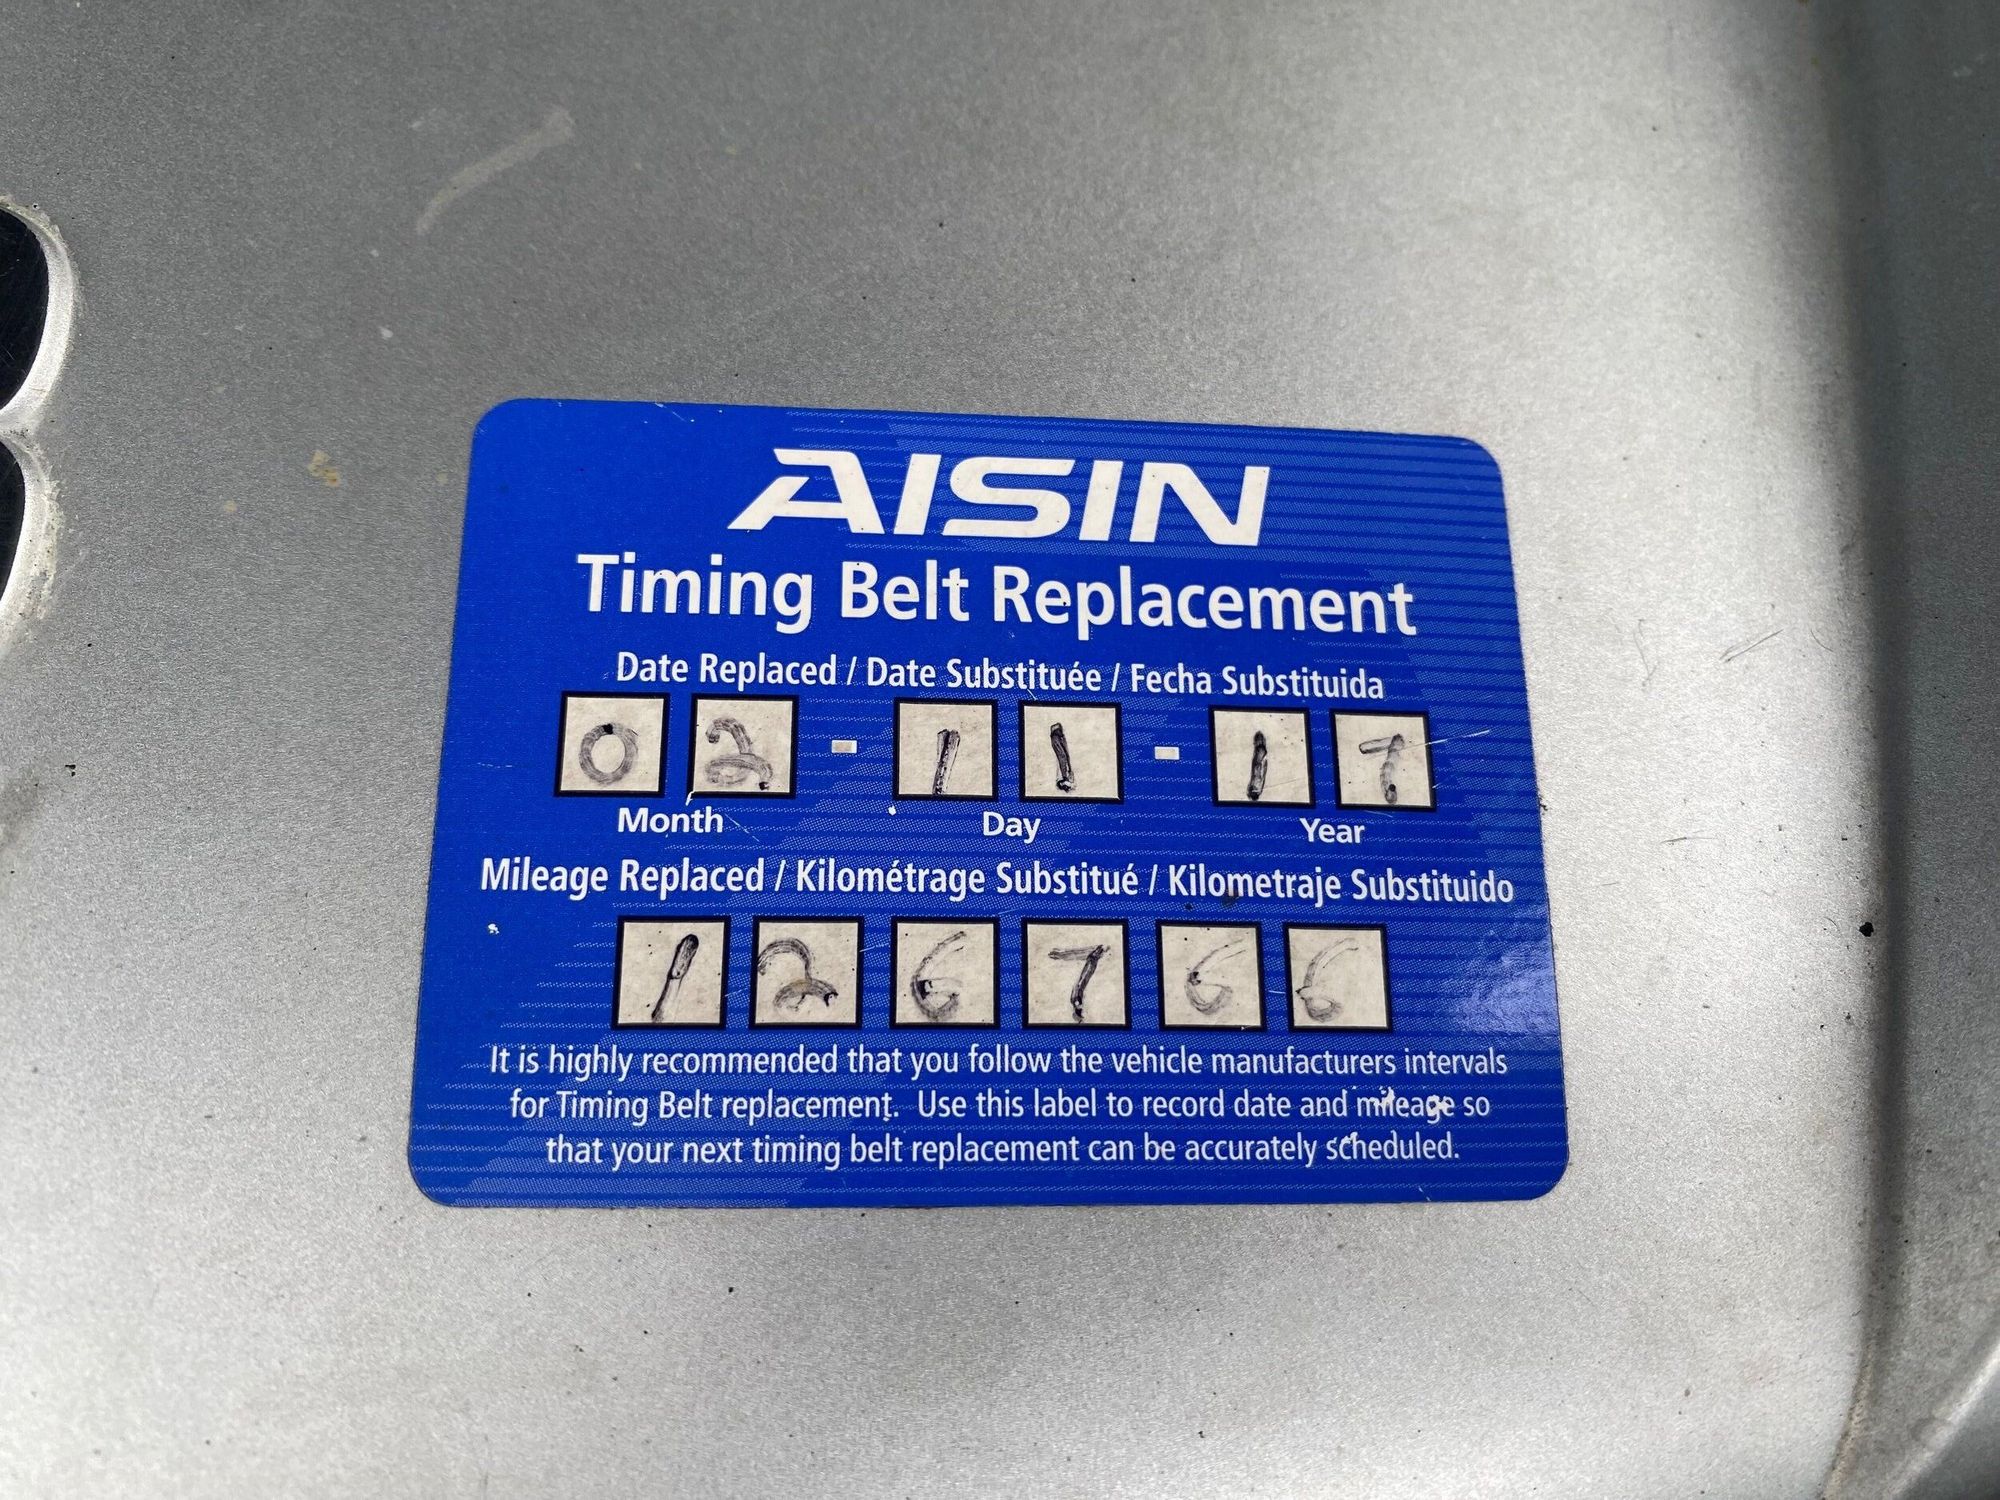 AISIN
Timing Belt Replacement
Date Replaced / Date Substituée / Fecha Substituida
02 - 11 - 17
Month Day Year
Mileage Replaced / Kilométrage Substitué / Kilometraje Substituido
126766
It is highly recommended that you follow the vehicle manufacturers intervals
for Timing Belt replacement. Use this label to record date and mileage so
that your next timing belt replacement can be accurately scheduled.